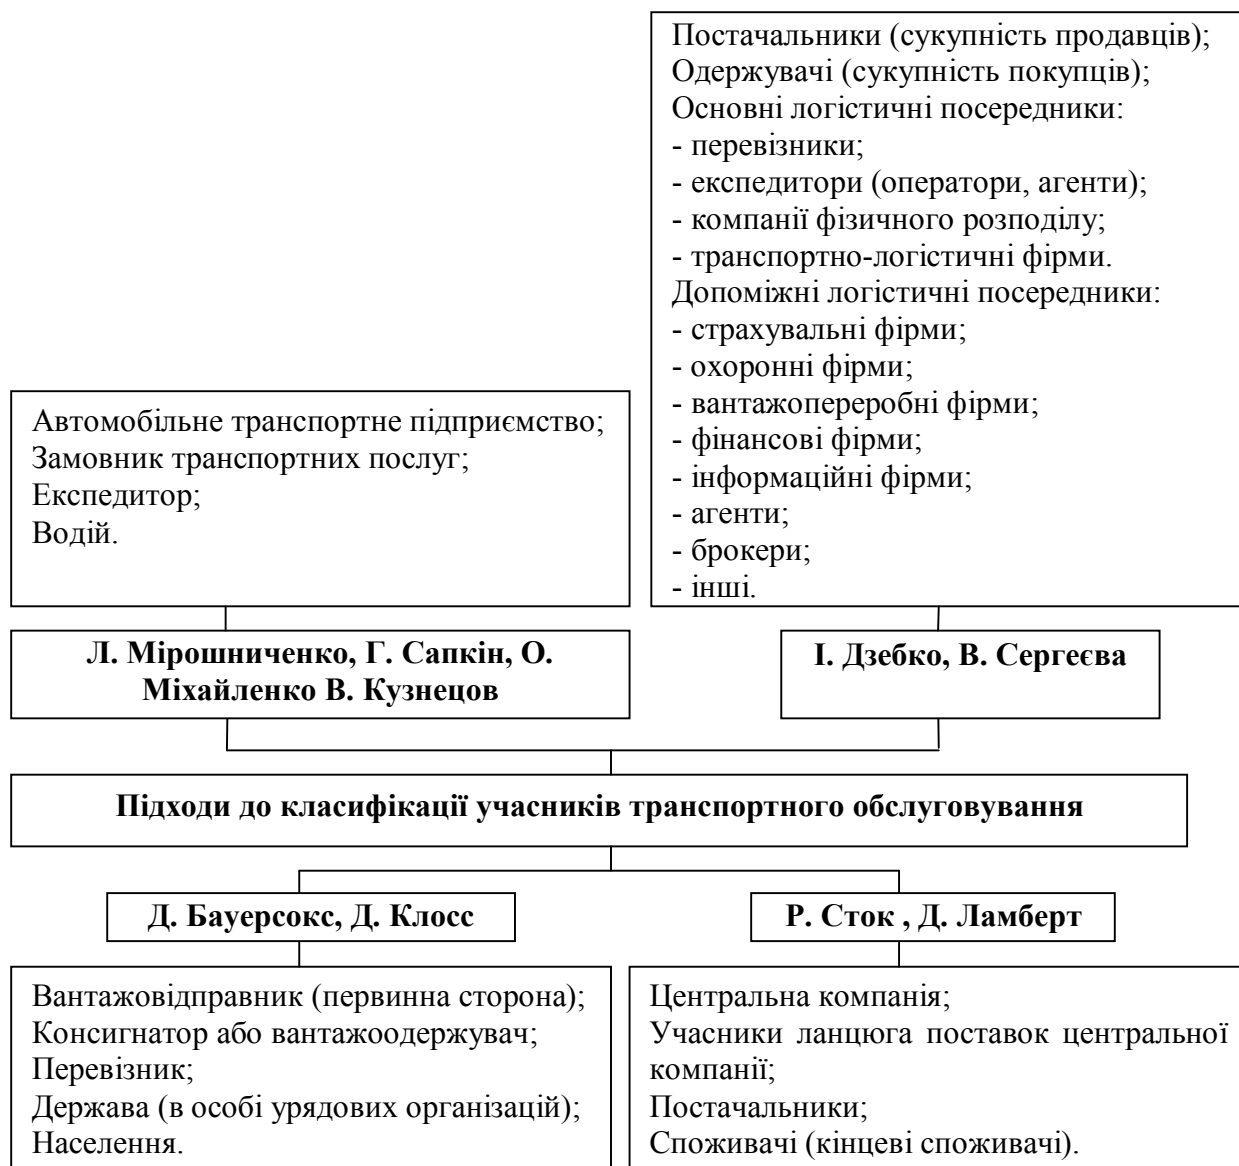 Постачальники (сукупність продавців);
Одержувачі (сукупність покупців);
Основні логістичні посередники:
- перевізники;
- експедитори (оператори, агенти);
- компанії фізичного розподілу;
- транспортно-логістичні фірми.
Допоміжні логістичні посередники:
- страхувальні фірми;
- охоронні фірми;
- вантажопереробні фірми;
- фінансові фірми;
- інформаційні фірми;
- агенти;
- брокери;
- інші.
Автомобільне транспортне підприємство;
Замовник транспортних послуг;
Експедитор;
Водій.
Л. Мірошниченко, Г. Сапкін, О.
Міхайленко В. Кузнецов
І. Дзебко, В. Сергеєва
Підходи до класифікації учасників транспортного обслуговування
Д. Бауерсокс, Д. Клосс
Р. Сток , Д. Ламберт
Вантажовідправник (первинна сторона);
Консигнатор або вантажоодержувач;
Перевізник;
Держава (в особі урядових організацій);
Населення.
Центральна компанія;
Учасники ланцюга поставок центральної
компанії;
Постачальники;
Споживачі (кінцеві споживачі).